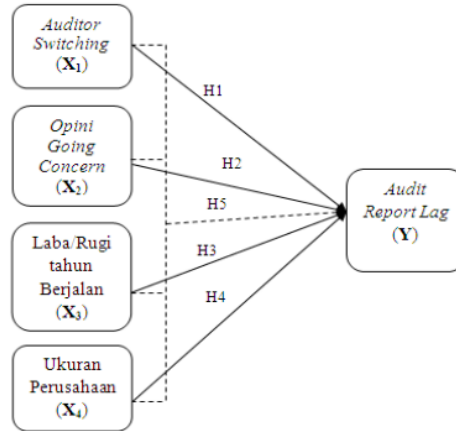 Auditor
Switching
(X₁)
Opini
Going
Concern
(X₂)
Laba/Rugi
tahun
Berjalan
(X₃)
Ukuran
Perusahaan
(X₄)
H1
H2
H5
H3
H4
Audit
Report Lag
(Y)